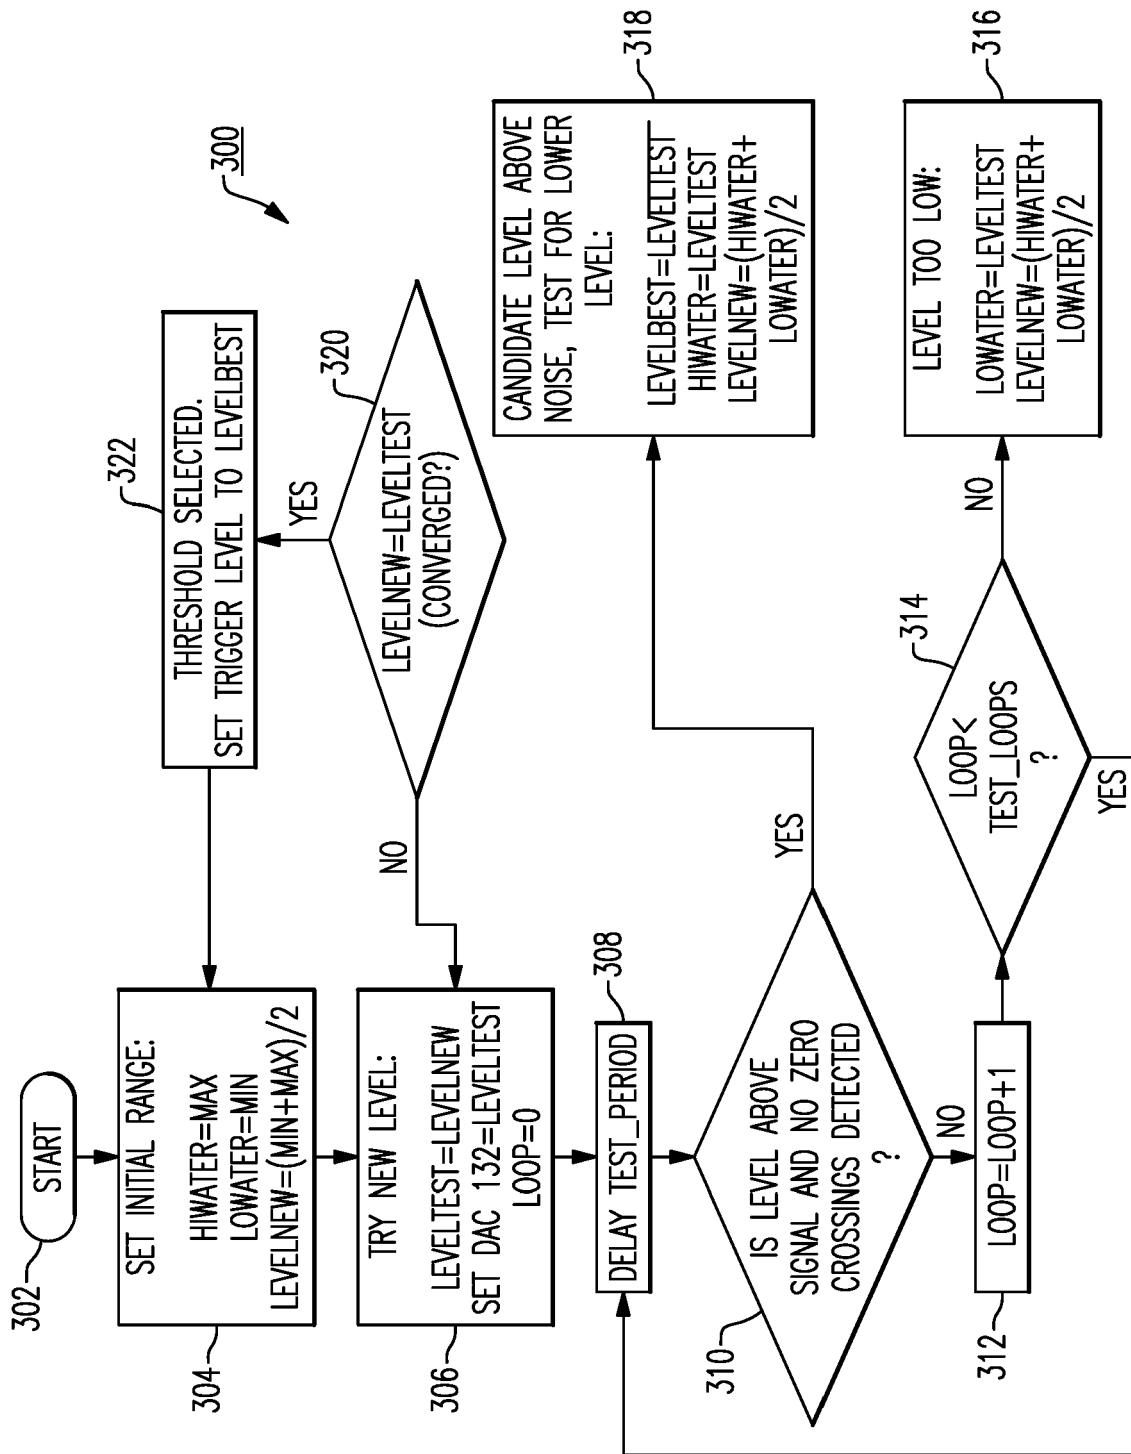 300
302
START
304
SET INITIAL RANGE:
HIWATER=MAX
LOWATER=MIN
LEVELNEW=(MIN+MAX)/2
306
TRY NEW LEVEL:
LEVELTEST=LEVELNEW
SET DAC 132=LEVELTEST
LOOP=0
308
DELAY TEST_PERIOD
310
IS LEVEL ABOVE
SIGNAL AND NO ZERO
CROSSINGS DETECTED
?
YES
NO
312
LOOP=LOOP+1
314
LOOP<
TEST_LOOPS
?
YES
NO
316
LEVEL TOO LOW:
LOWATER=LEVELTEST
LEVELNEW=(HIWATER+
LOWATER)/2
318
CANDIDATE LEVEL ABOVE
NOISE, TEST FOR LOWER
LEVEL:
LEVELBEST=LEVELTEST
HIWATER=LEVELTEST
LEVELNEW=(HIWATER+
LOWATER)/2
320
LEVELNEW=LEVELTEST
(CONVERGED?)
NO
YES
322
THRESHOLD SELECTED.
SET TRIGGER LEVEL TO LEVELBEST